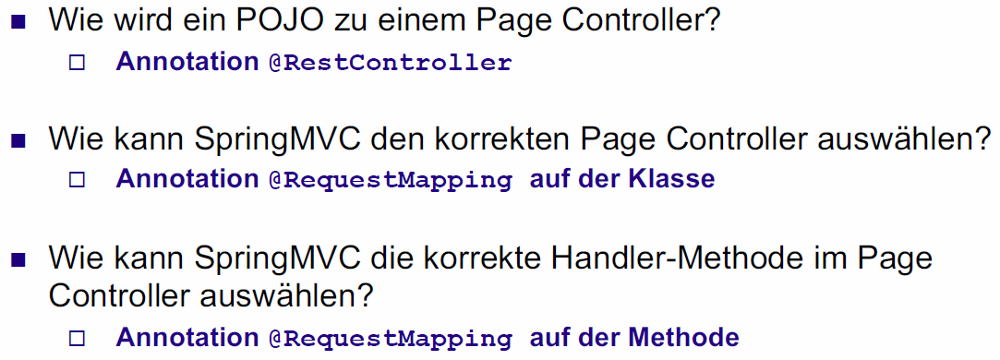 Wie wird ein POJO zu einem Page Controller?
Annotation @RestController
Wie kann SpringMVC den korrekten Page Controller auswählen?
Annotation @RequestMapping auf der Klasse
Wie kann SpringMVC die korrekte Handler-Methode im Page
Controller auswählen?
Annotation @RequestMapping auf der Methode